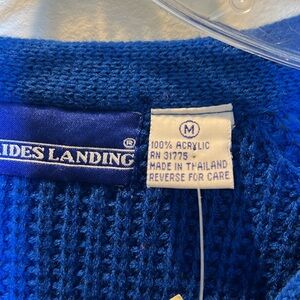 IDES LANDING ®
M
100% ACRYLIC
RN 31775
MADE IN THAILAND
REVERSE FOR CARE